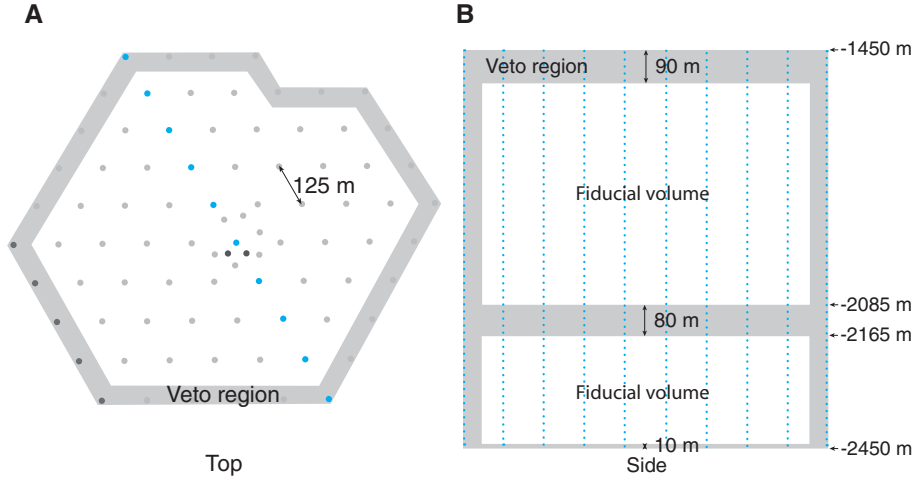 A
125 m
Veto region
Top
B
-1450 m
Veto region
90 m
Fiducial volume
-2085 m
80 m
-2165 m
Fiducial volume
10 m
-2450 m
Side